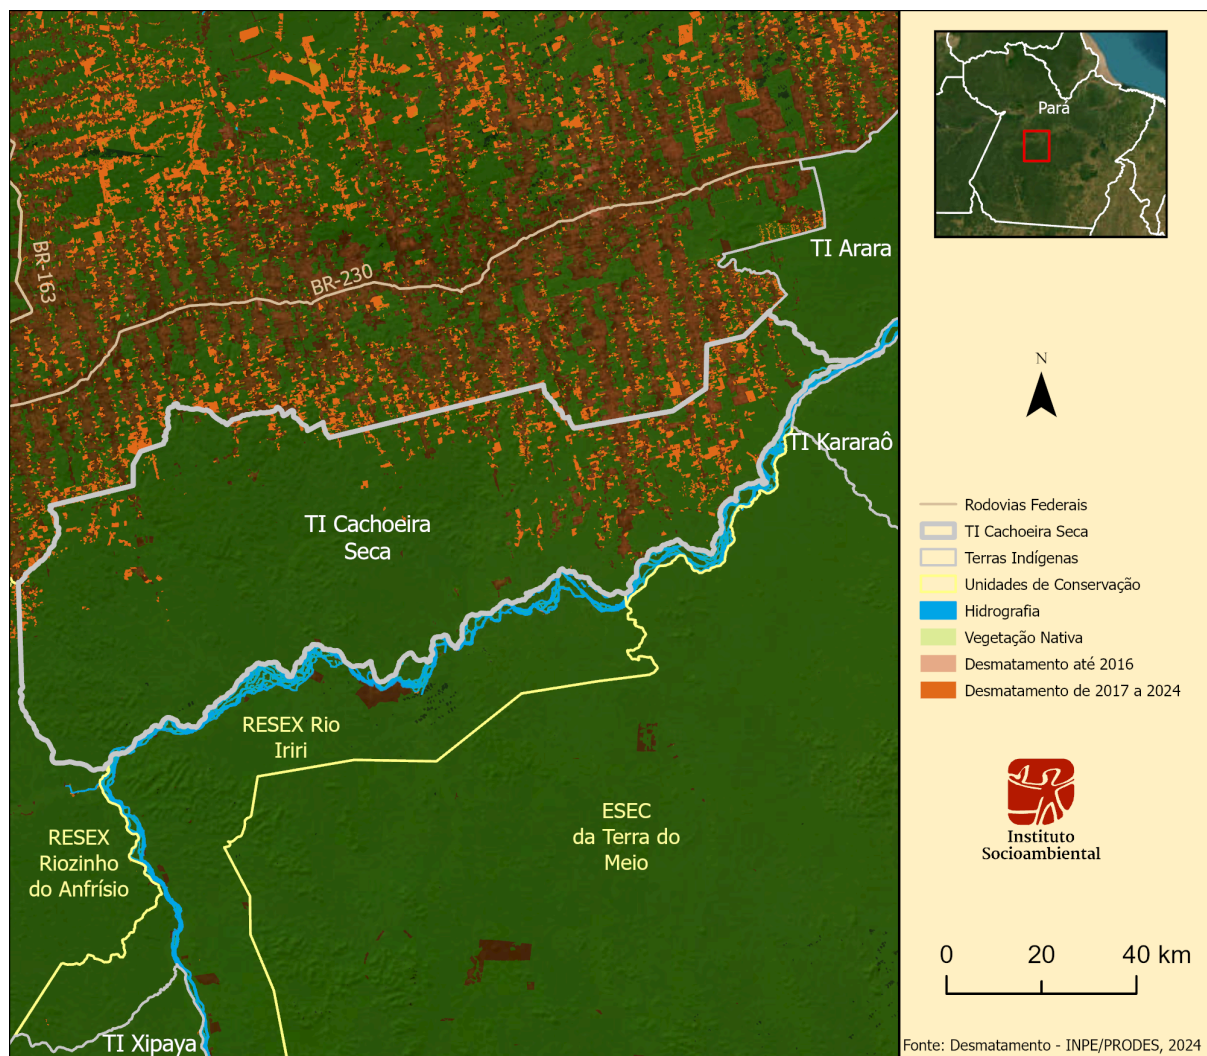 BR-163
BR-230
TI Arara
TI Kararaô
TI Cachoeira
Seca
RESEX Rio
Iriri
ESEC
da Terra do
Meio
RESEX
Riozinho
do Anfrísio
TI Xipaya
Pará
N
Rodovias Federais
TI Cachoeira Seca
Terras Indígenas
Unidades de Conservação
Hidrografia
Vegetação Nativa
Desmatamento até 2016
Desmatamento de 2017 a 2024
Instituto
Socioambiental
0 20 40 km
Fonte: Desmatamento - INPE/PRODES, 2024